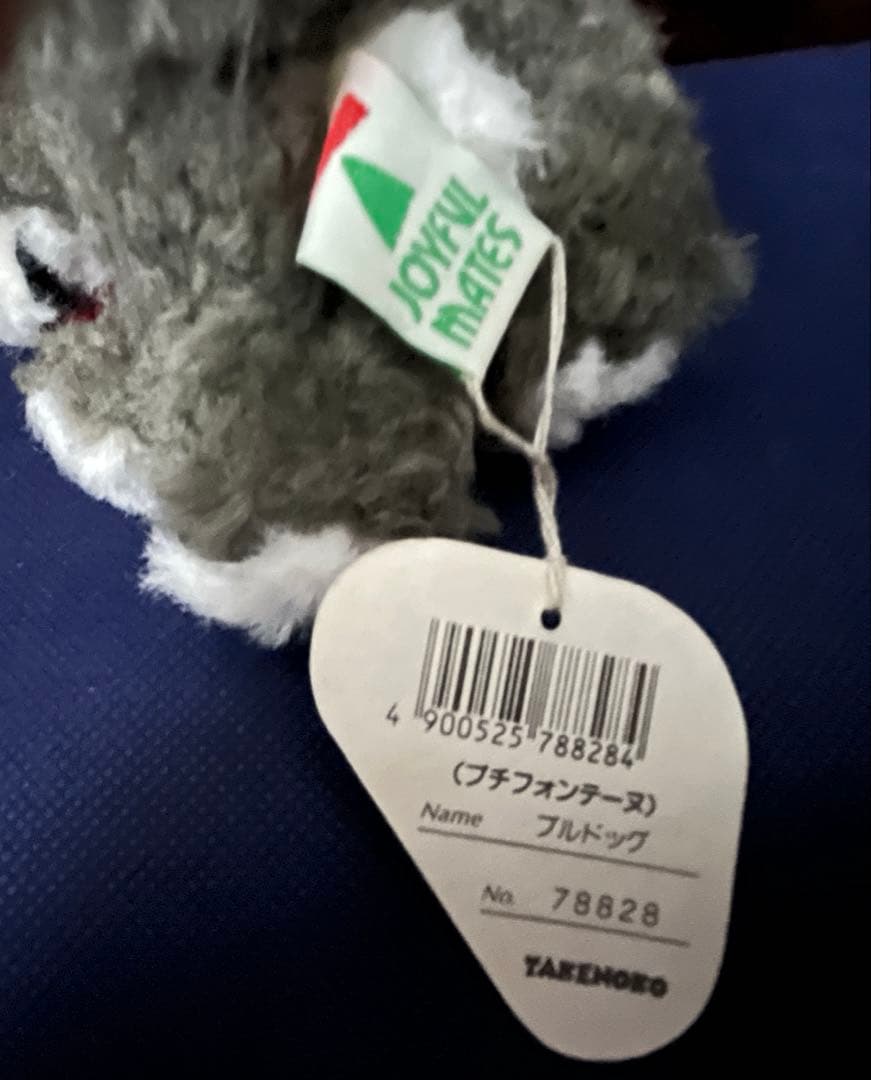 JOYFUL
MATES
4 900525 788284
(プチフォンテーヌ)
Name ブルドッグ
No. 78828
TAKENOKO